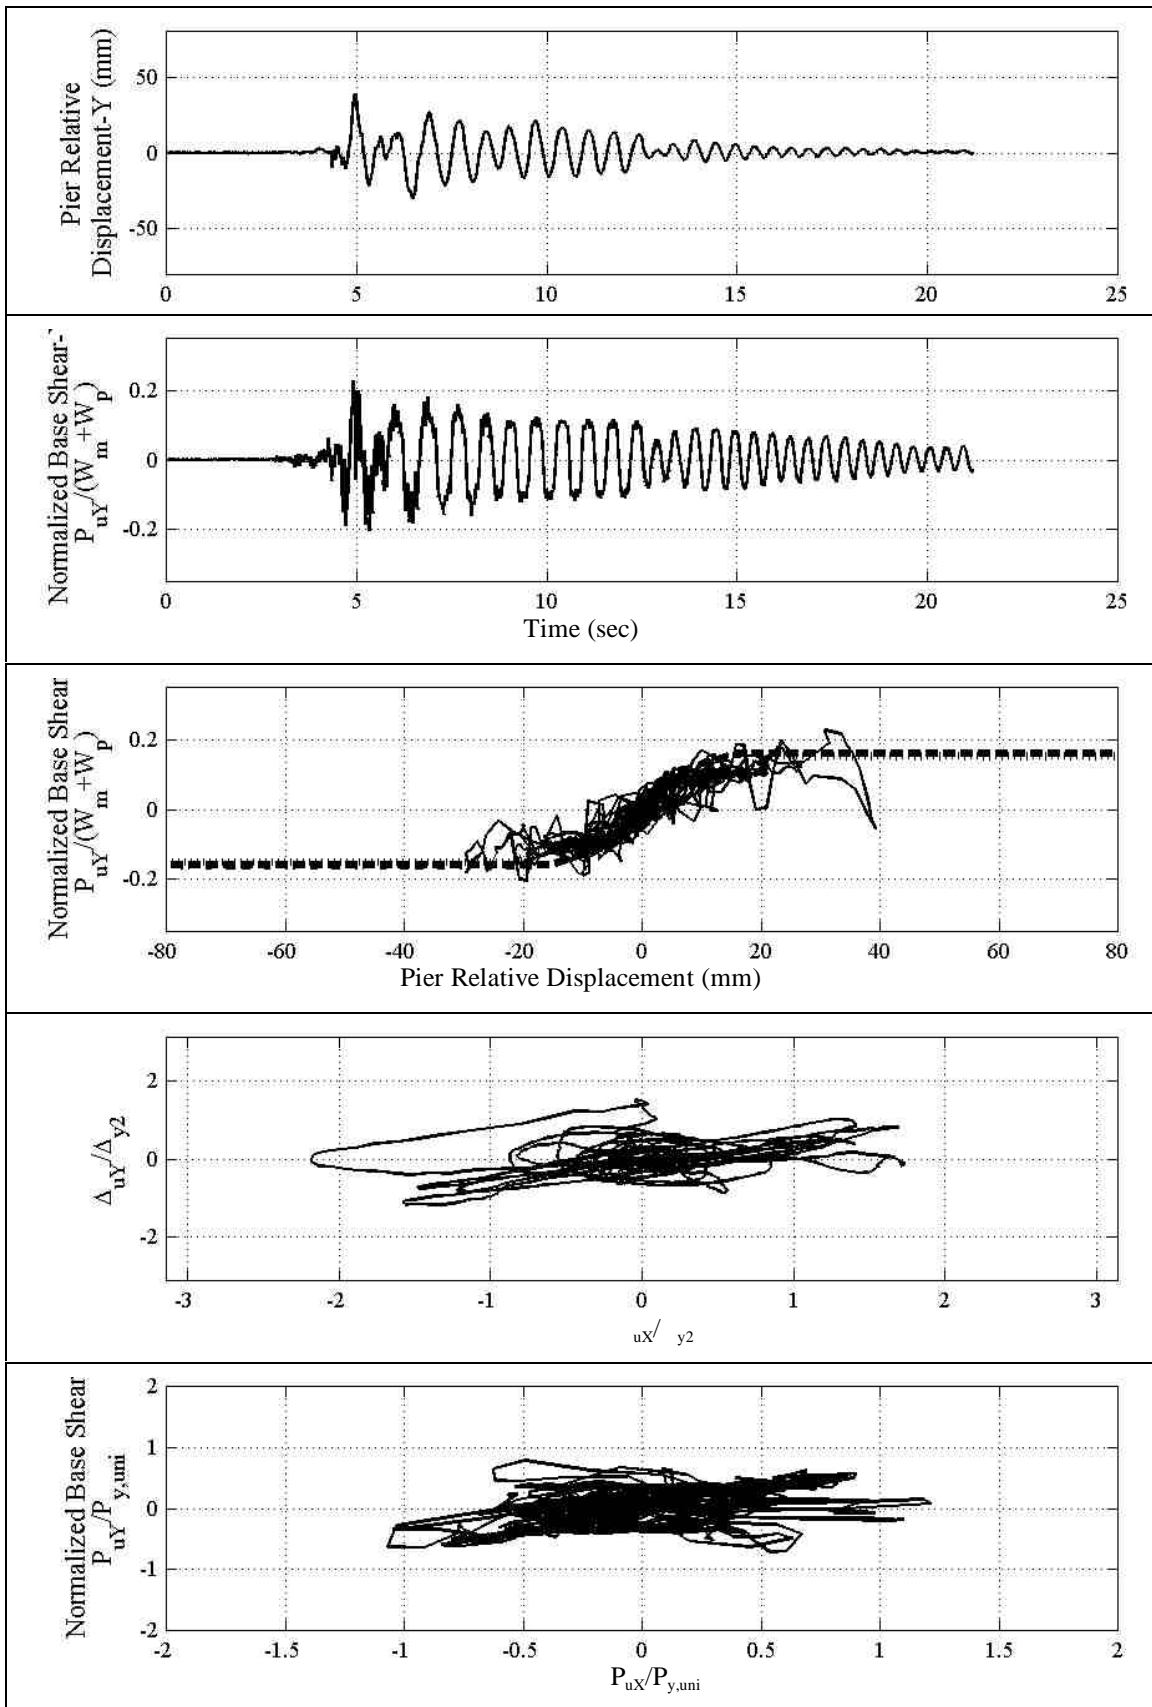 Pier Relative
Displacement-Y (mm)
50
0
-50
0 5 10 15 20 25
Normalized Base Shear-
P_uY/(W_m+W_p)
0.2
0
-0.2
0 5 10 15 20 25
Time (sec)
Normalized Base Shear
P_uY/(W_m+W_p)
0.2
0
-0.2
-80 -60 -40 -20 0 20 40 60 80
Pier Relative Displacement (mm)
Δ_uY/Δ_y2
2
0
-2
-3 -2 -1 0 1 2 3
uX/ y2
Normalized Base Shear
P_uY/P_y,uni
2
1
0
-1
-2
-2 -1.5 -1 -0.5 0 0.5 1 1.5 2
P_uX/P_y,uni